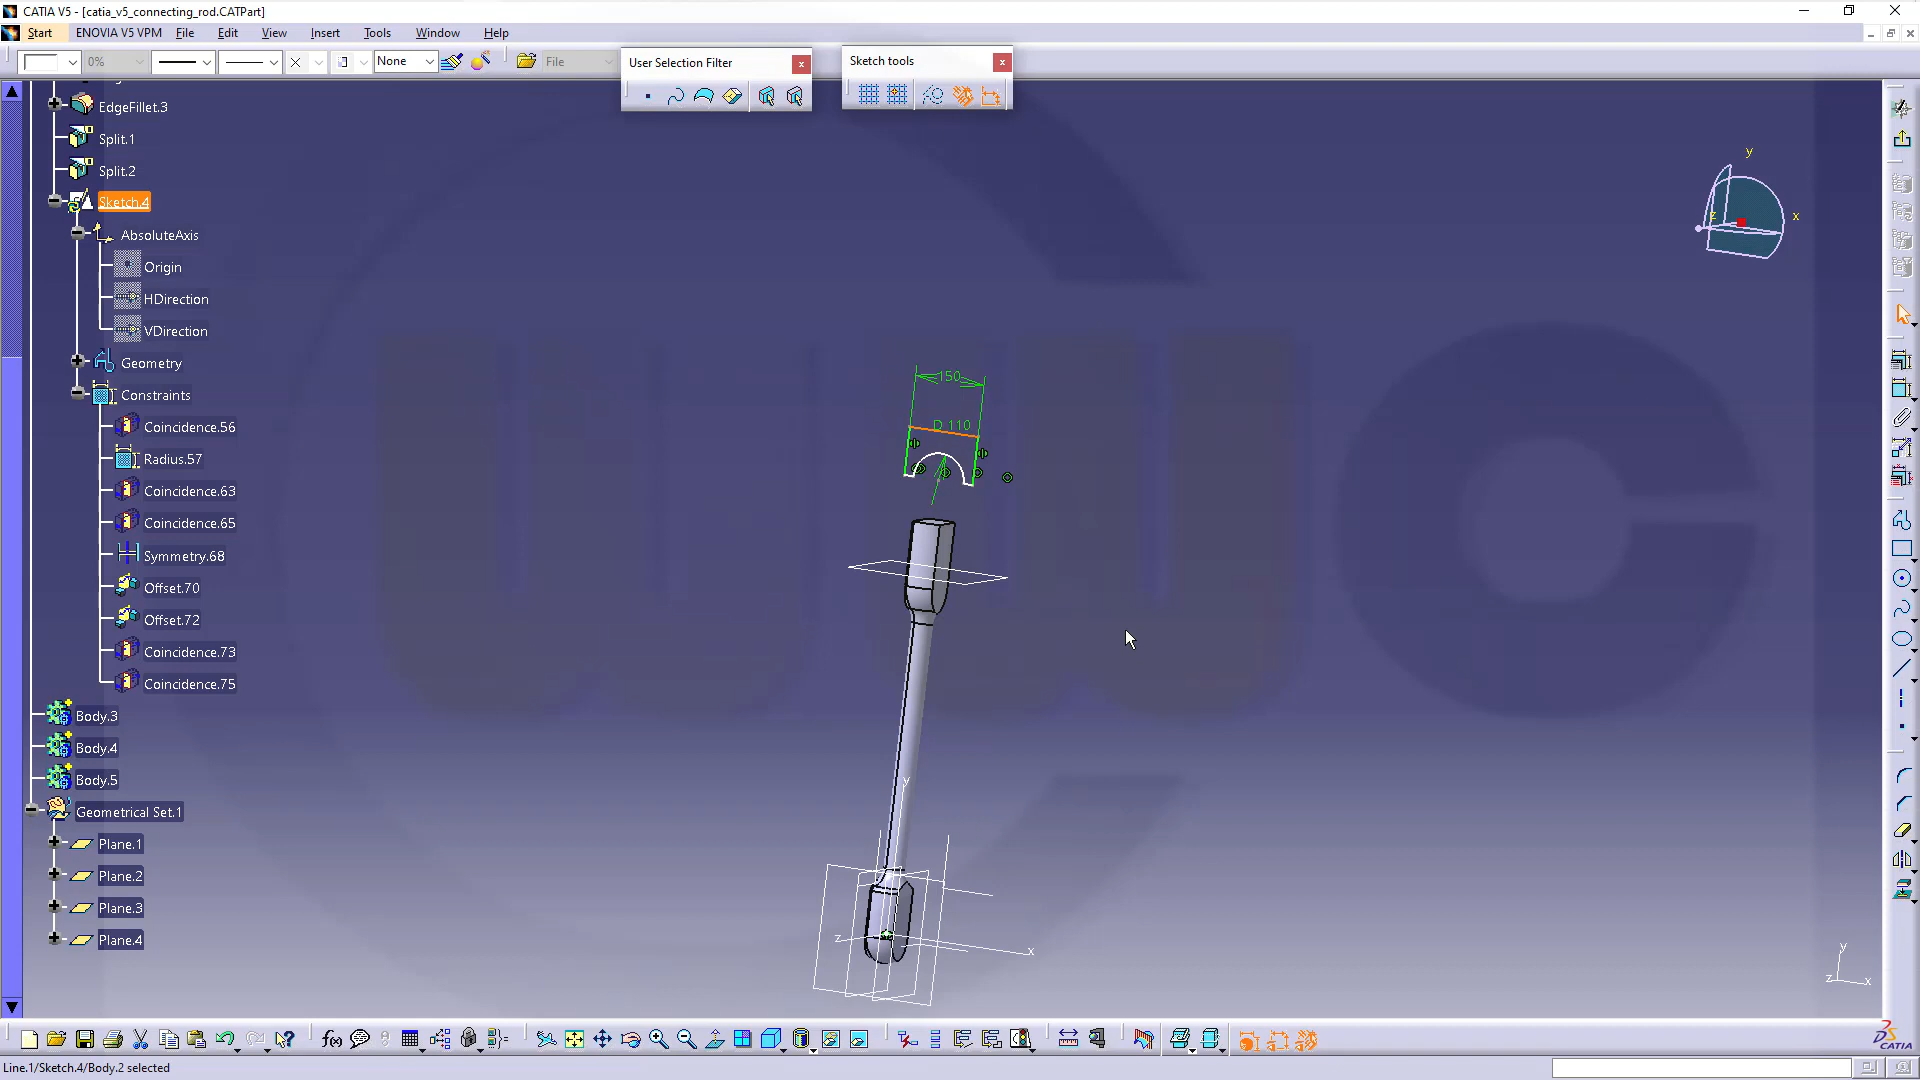 CATIA V5 - [catia_v5_connecting_rod.CATPart]
Start ENOVIA V5 VPM File Edit View Insert Tools Window Help
0% None File
User Selection Filter
Sketch tools
EdgeFillet.3
Split.1
Split.2
Sketch.4
AbsoluteAxis
Origin
HDirection
VDirection
Geometry
Constraints
Coincidence.56
Radius.57
Coincidence.63
Coincidence.65
Symmetry.68
Offset.70
Offset.72
Coincidence.73
Coincidence.75
Body.3
Body.4
Body.5
Geometrical Set.1
Plane.1
Plane.2
Plane.3
Plane.4
150
D 110
y
z
x
y
z
x
y
z
x
CATIA
Line.1/Sketch.4/Body.2 selected